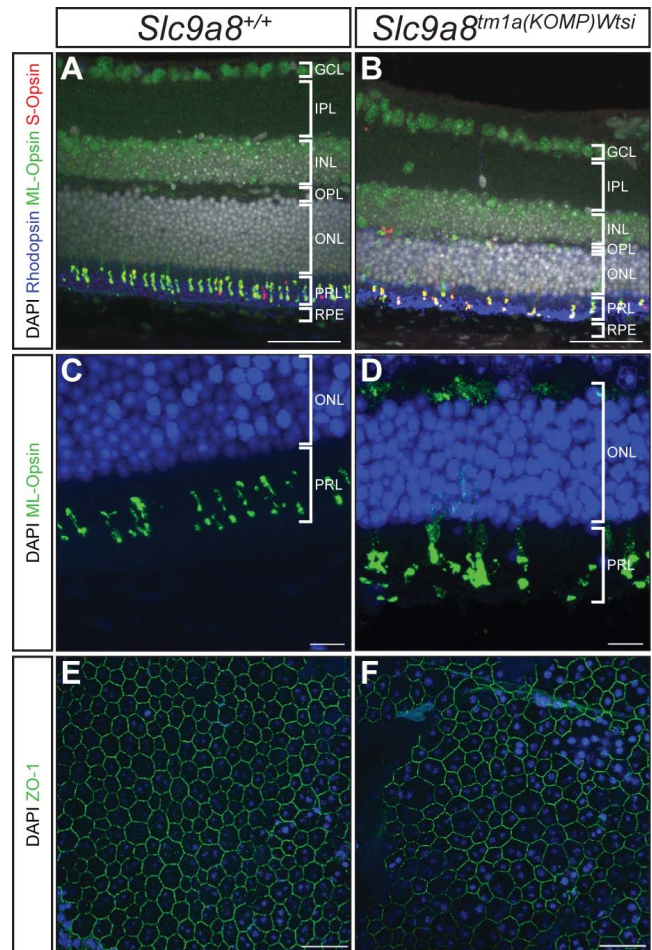 Slc9a8+/+
Slc9a8tm1a(KOMP)Wtsi
DAPI Rhodopsin ML-Opsin S-Opsin
A
GCL
IPL
INL
OPL
ONL
PRL
RPE
B
GCL
IPL
INL
OPL
ONL
PRL
RPE
DAPI ML-Opsin
C
ONL
PRL
D
ONL
PRL
DAPI ZO-1
E
F